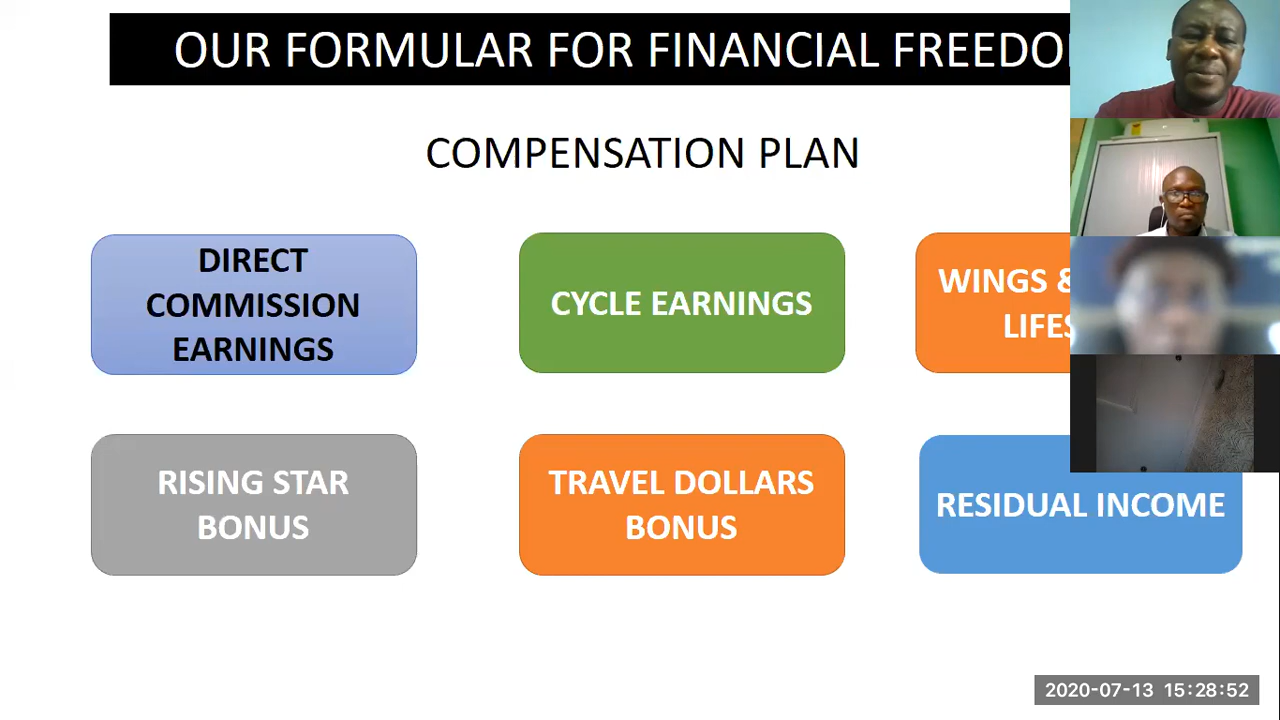 OUR FORMULAR FOR FINANCIAL FREEDO
COMPENSATION PLAN
DIRECT
COMMISSION
EARNINGS
CYCLE EARNINGS
WINGS &
LIFES
RISING STAR
BONUS
TRAVEL DOLLARS
BONUS
RESIDUAL INCOME
2020-07-13 15:28:52